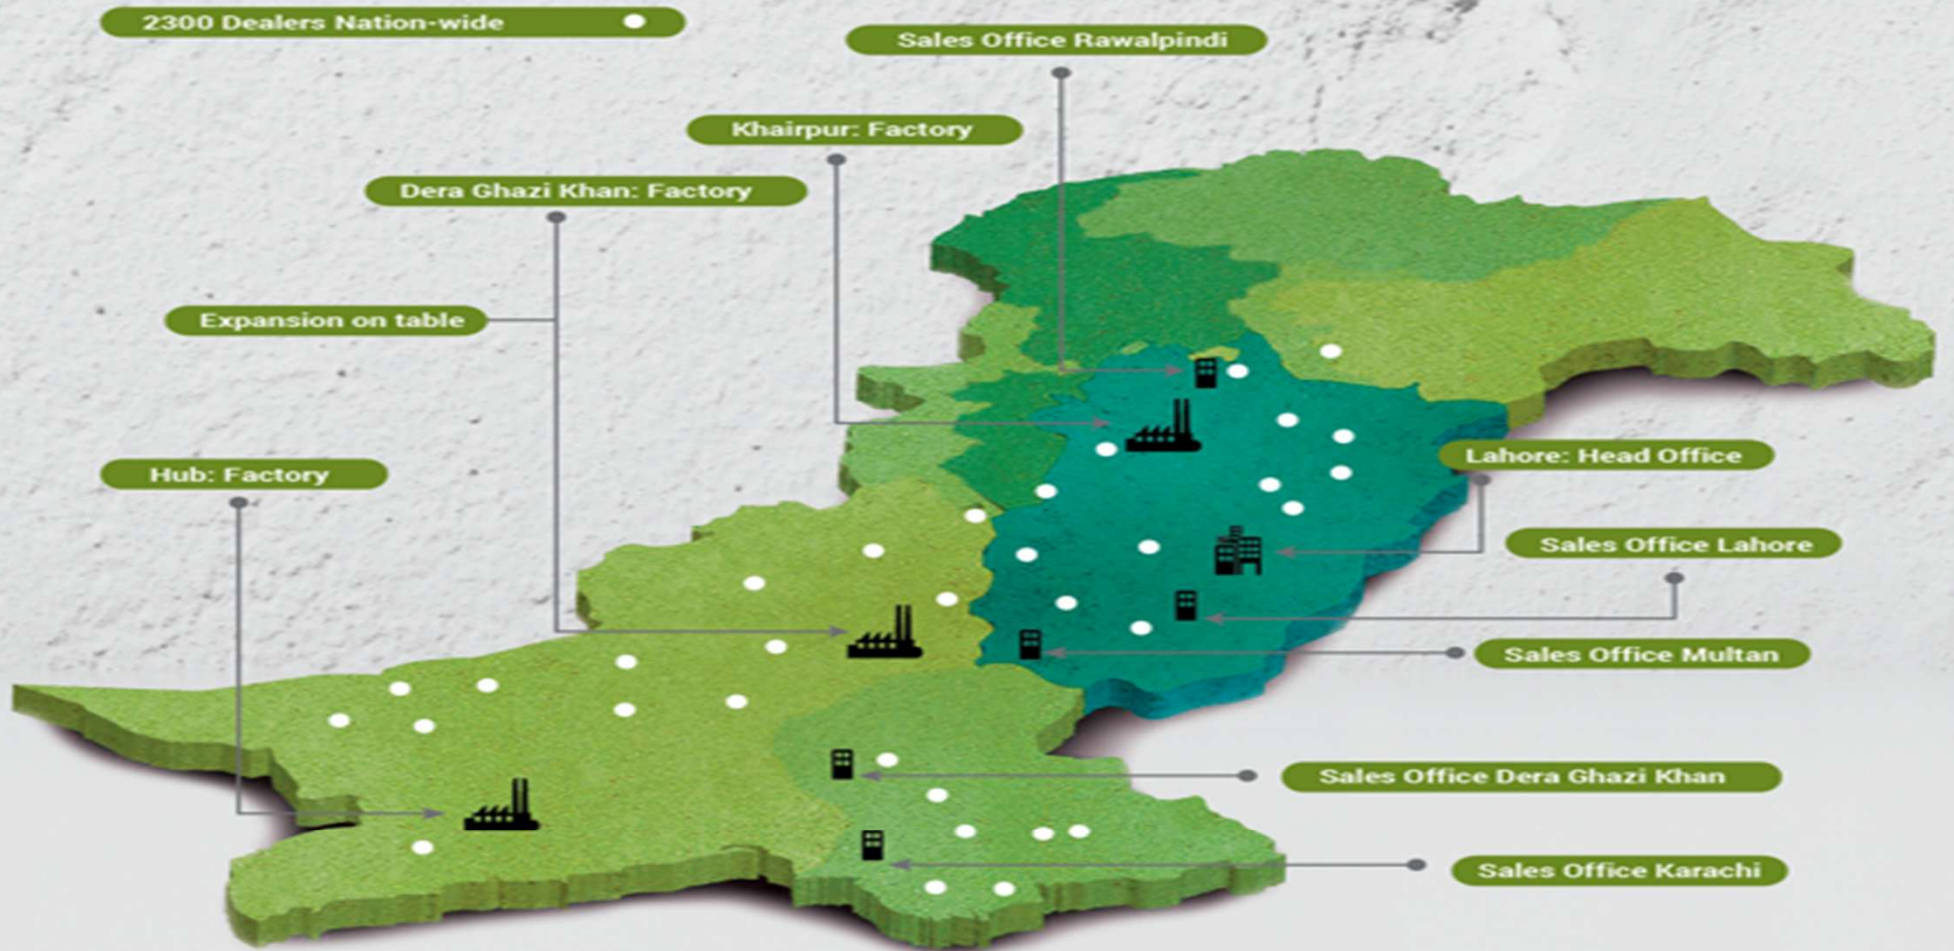 2300 Dealers Nation-wide
Sales Office Rawalpindi
Khairpur: Factory
Dera Ghazi Khan: Factory
Expansion on table
Hub: Factory
Lahore: Head Office
Sales Office Lahore
Sales Office Multan
Sales Office Dera Ghazi Khan
Sales Office Karachi